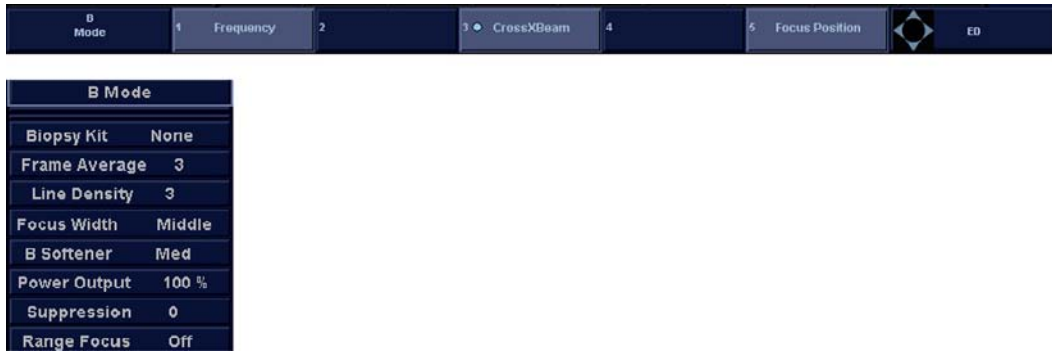 B Mode 1 Frequency 2 3 CrossXBeam 4 5 Focus Position ED
B Mode
Biopsy Kit None
Frame Average 3
Line Density 3
Focus Width Middle
B Softener Med
Power Output 100 %
Suppression 0
Range Focus Off